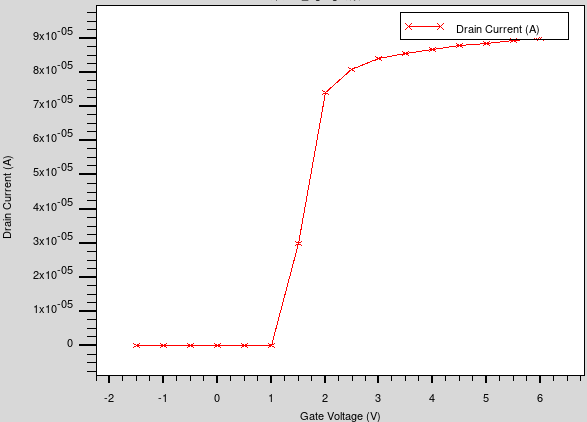 Drain Current (A)
9x10-05
8x10-05
7x10-05
6x10-05
5x10-05
4x10-05
3x10-05
2x10-05
1x10-05
0
Drain Current (A)
-2 -1 0 1 2 3 4 5 6
Gate Voltage (V)